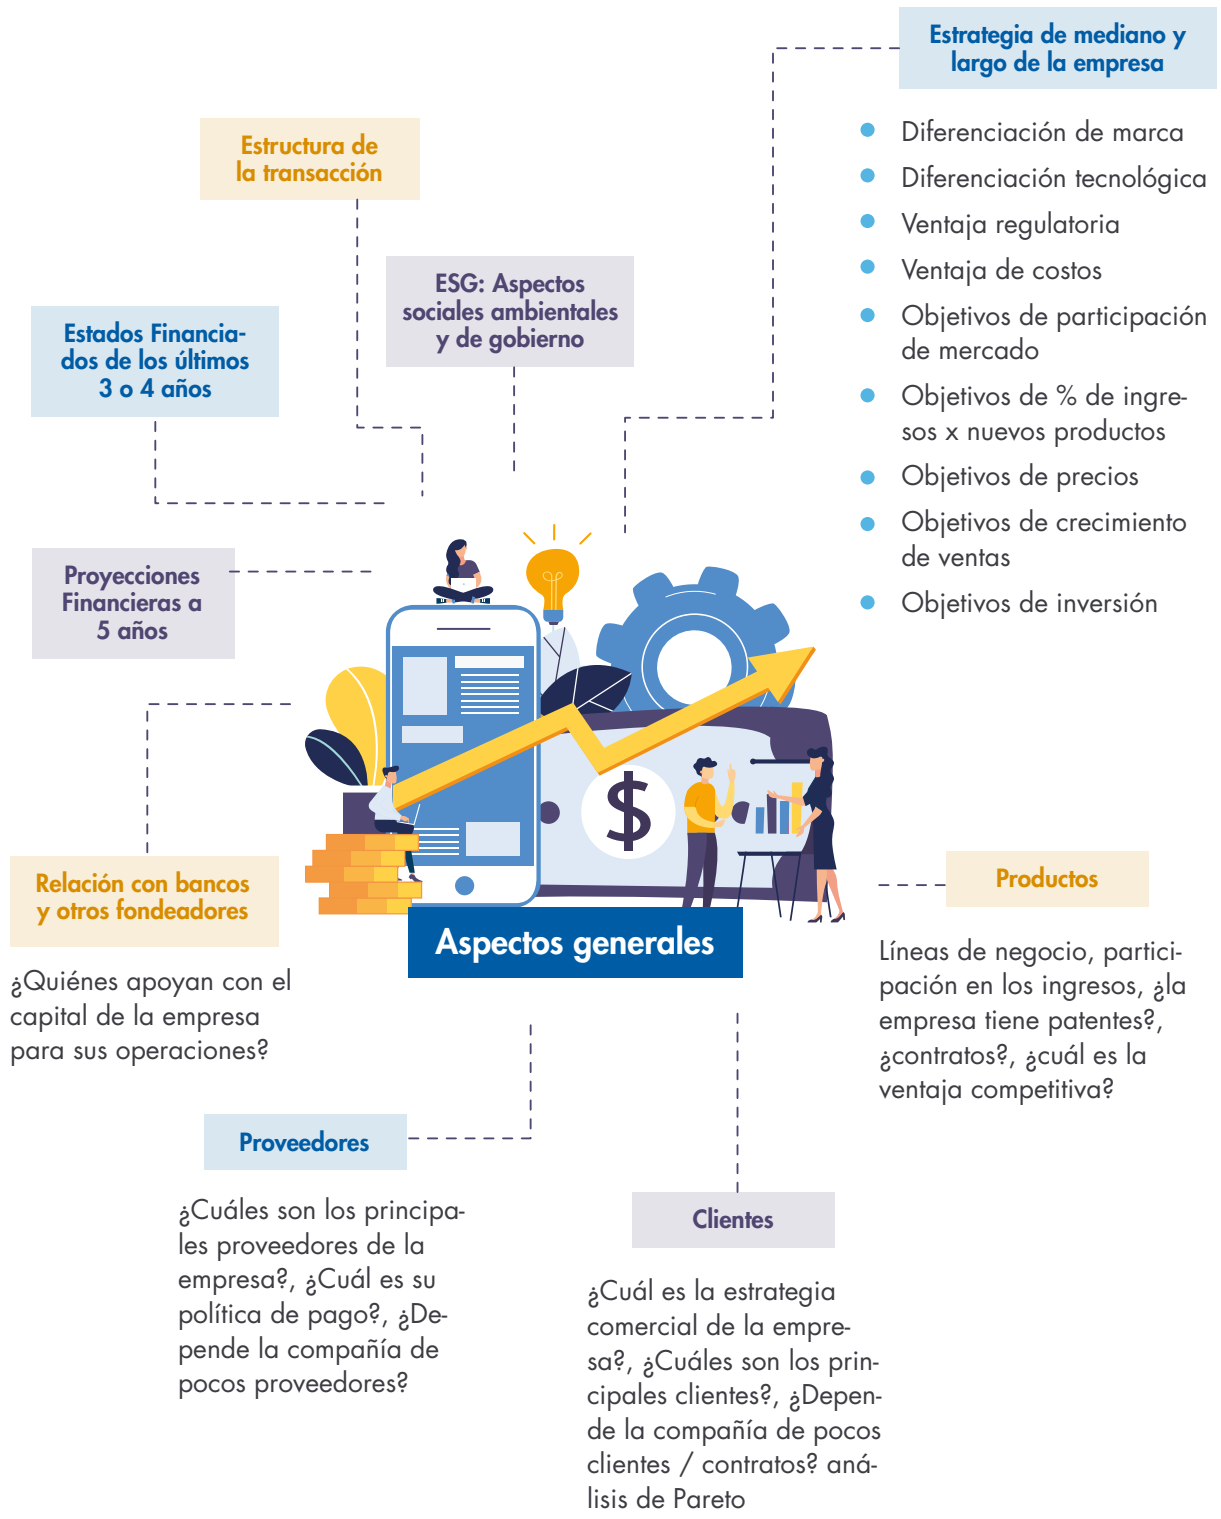 Estrategia de mediano y
largo de la empresa
Diferenciación de marca
Diferenciación tecnológica
Ventaja regulatoria
Ventaja de costos
Objetivos de participación
de mercado
Objetivos de % de ingre-
sos x nuevos productos
Objetivos de precios
Objetivos de crecimiento
de ventas
Objetivos de inversión
Estructura de
la transacción
ESG: Aspectos
sociales ambientales
y de gobierno
Estados Financia-
dos de los últimos
3 o 4 años
Proyecciones
Financieras a
5 años
Relación con bancos
y otros fondeadores
¿Quiénes apoyan con el
capital de la empresa
para sus operaciones?
$
Aspectos generales
Productos
Líneas de negocio, partici-
pación en los ingresos, ¿la
empresa tiene patentes?,
¿contratos?, ¿cuál es la
ventaja competitiva?
Proveedores
¿Cuáles son los principa-
les proveedores de la
empresa?, ¿Cuál es su
política de pago?, ¿De-
pende la compañía de
pocos proveedores?
Clientes
¿Cuál es la estrategia
comercial de la empre-
sa?, ¿Cuáles son los prin-
cipales clientes?, ¿Depen-
de la compañía de pocos
clientes / contratos? aná-
lisis de Pareto